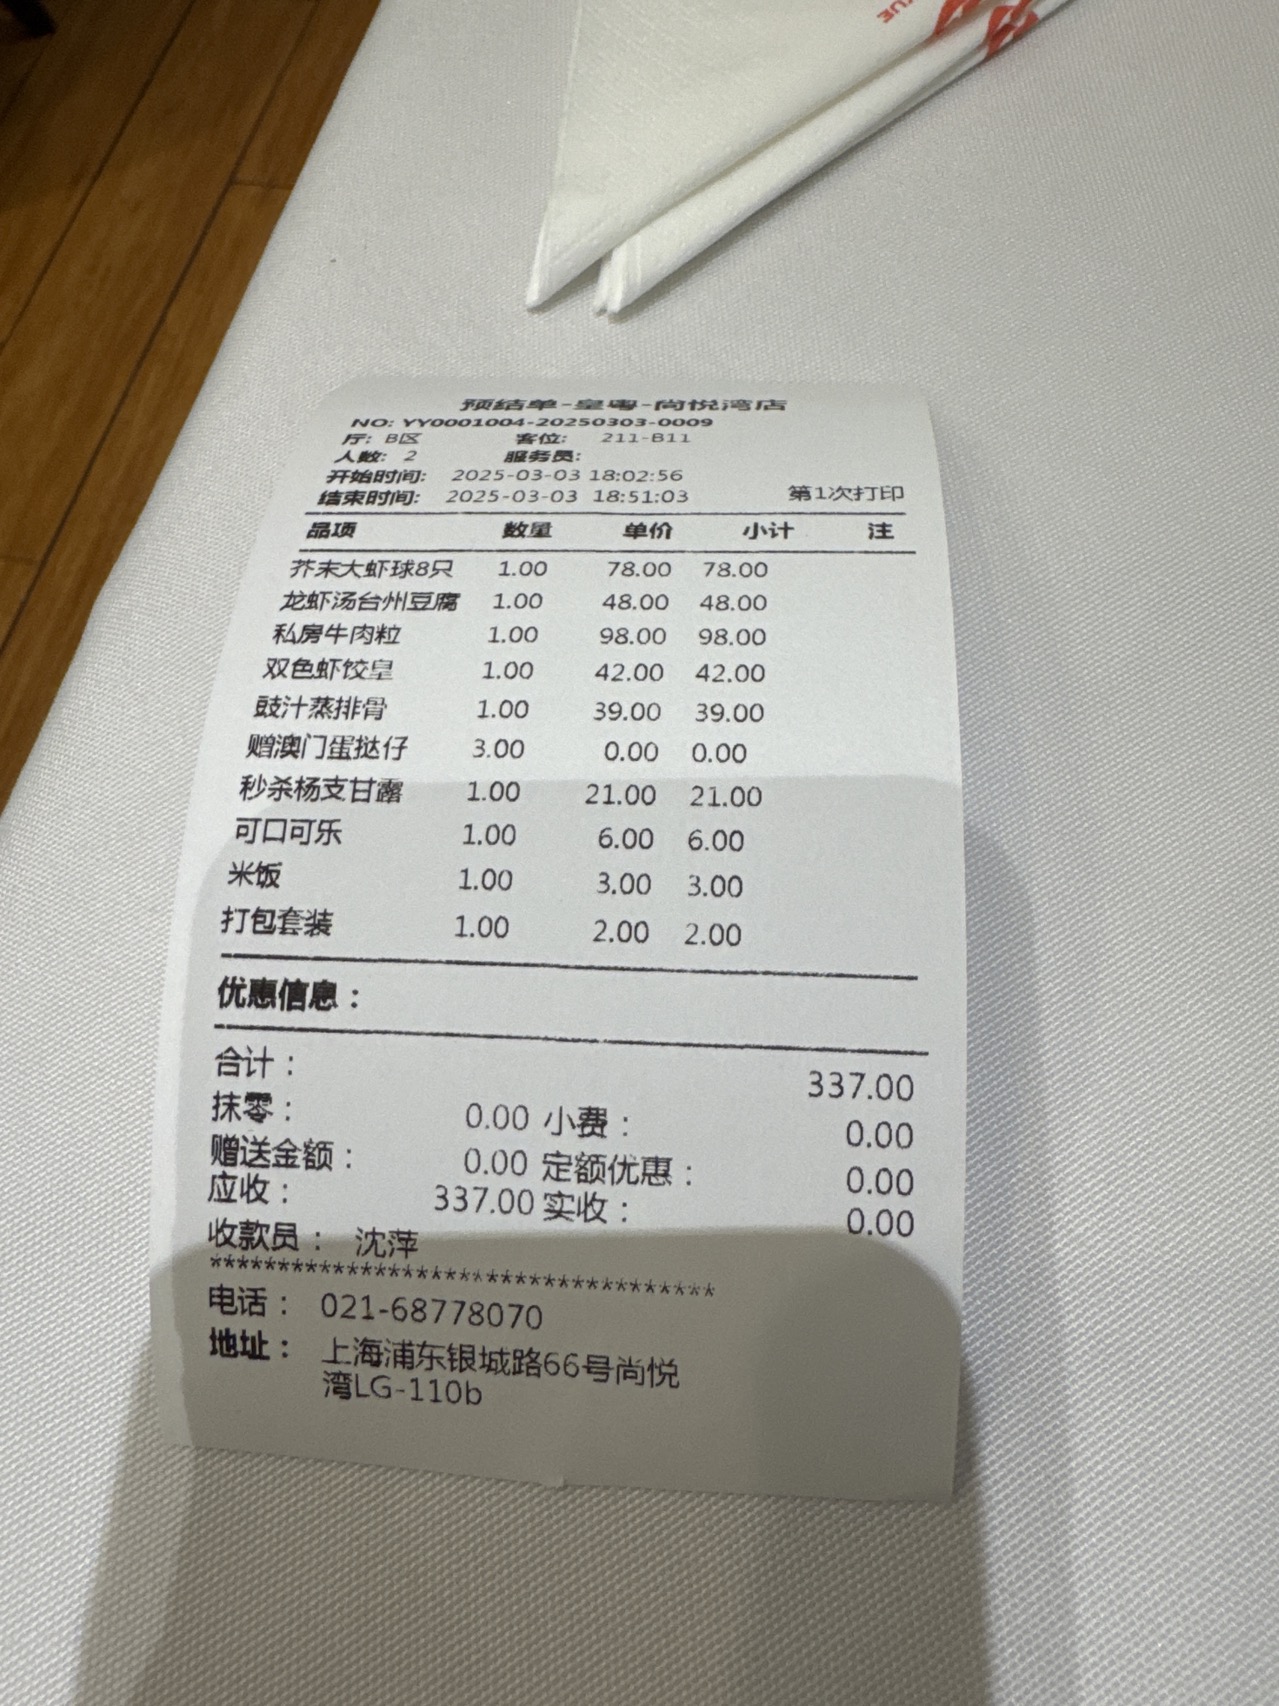 YUE
预结单-皇粤-尚悦湾店
NO: YY0001004-20250303-0009
厅: B区 客位: 211-B11
人数: 2 服务员:
开始时间: 2025-03-03 18:02:56
结束时间: 2025-03-03 18:51:03 第1次打印
品项 数量 单价 小计 注
芥末大虾球8只 1.00 78.00 78.00
龙虾汤台州豆腐 1.00 48.00 48.00
私房牛肉粒 1.00 98.00 98.00
双色虾饺皇 1.00 42.00 42.00
豉汁蒸排骨 1.00 39.00 39.00
赠澳门蛋挞仔 3.00 0.00 0.00
秒杀杨支甘露 1.00 21.00 21.00
可口可乐 1.00 6.00 6.00
米饭 1.00 3.00 3.00
打包套装 1.00 2.00 2.00
优惠信息：
合计： 337.00
抹零： 0.00 小费： 0.00
赠送金额： 0.00 定额优惠： 0.00
应收： 337.00 实收： 0.00
收款员： 沈萍
*************************************
电话： 021-68778070
地址： 上海浦东银城路66号尚悦
湾LG-110b